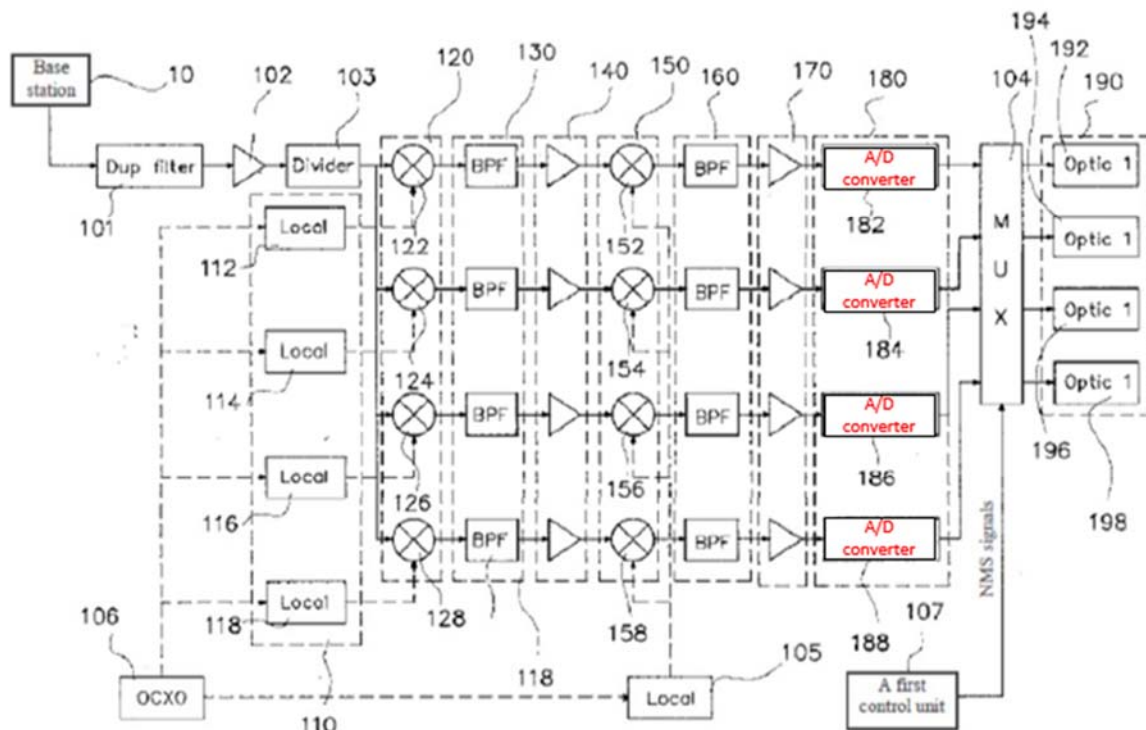 194
120
130
150
104
192
Base
station
10
102
103
140
160
170
180
190
Dup filter
Divider
BPF
BPF
A/D
converter
Optic 1
101
Local
122
152
182
M
U
X
Optic 1
112
BPF
BPF
A/D
converter
Optic 1
Local
124
154
184
114
BPF
BPF
A/D
converter
Optic 1
Local
126
156
186
196
116
198
BPF
BPF
A/D
converter
NMS signals
Local
118
128
158
188
106
118
105
107
OCXO
110
Local
A first
control unit